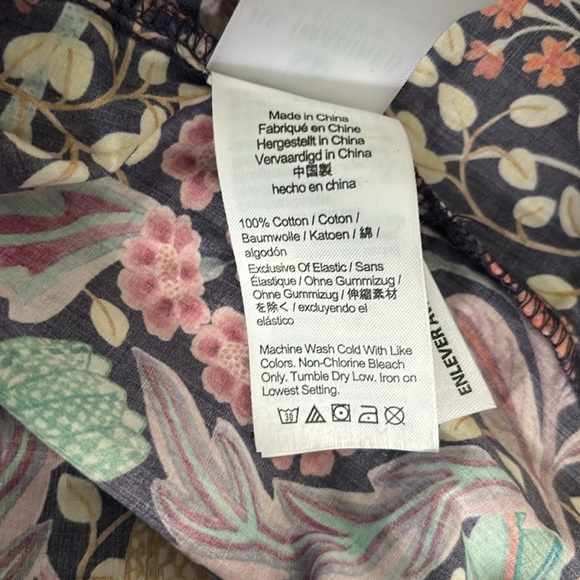 Made in China
Fabriqué en Chine
Hergestellt in China
Vervaardigd in China
中国製
hecho en china
100% Cotton / Coton /
Baumwolle / Katoen / 綿 /
algodón
Exclusive Of Elastic / Sans
Élastique / Ohne Gummizug /
Ohne Gummizug / 伸縮素材
を除く / excluyendo el
elástico
Machine Wash Cold With Like
Colors. Non-Chlorine Bleach
Only. Tumble Dry Low. Iron on
Lowest Setting.
30
ENLEVER